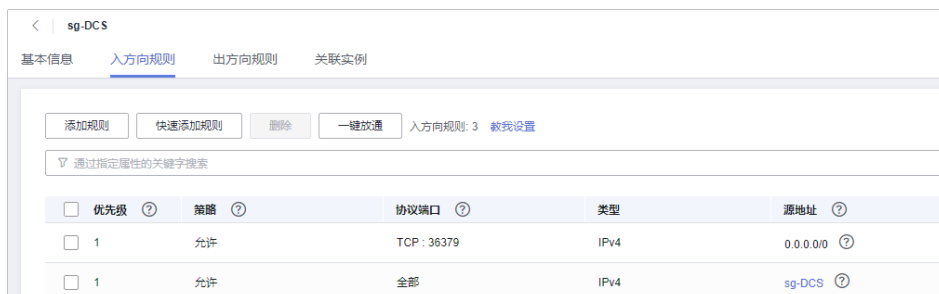 < sg-DCS
基本信息 入方向规则 出方向规则 关联实例
添加规则 快速添加规则 删除 一键放通 入方向规则: 3 教我设置
通过指定属性的关键字搜索
优先级 ? 策略 ? 协议端口 ? 类型 源地址 ?
1 允许 TCP : 36379 IPv4 0.0.0.0/0 ?
1 允许 全部 IPv4 sg-DCS ?